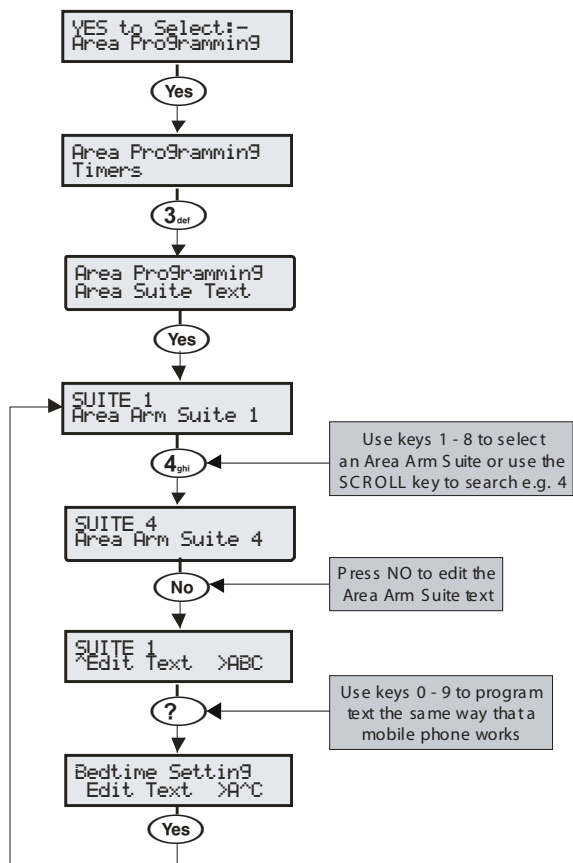 YES to Select:-
Area Programming
Yes
Area Programming
Timers
3def
Area Programming
Area Suite Text
Yes
SUITE 1
Area Arm Suite 1
4ghi
Use keys 1 - 8 to select
an Area Arm Suite or use the
SCROLL key to search e.g. 4
SUITE 4
Area Arm Suite 4
No
Press NO to edit the
Area Arm Suite text
SUITE 1
^Edit Text >ABC
?
Use keys 0 - 9 to program
text the same way that a
mobile phone works
Bedtime Setting
Edit Text >A^C
Yes